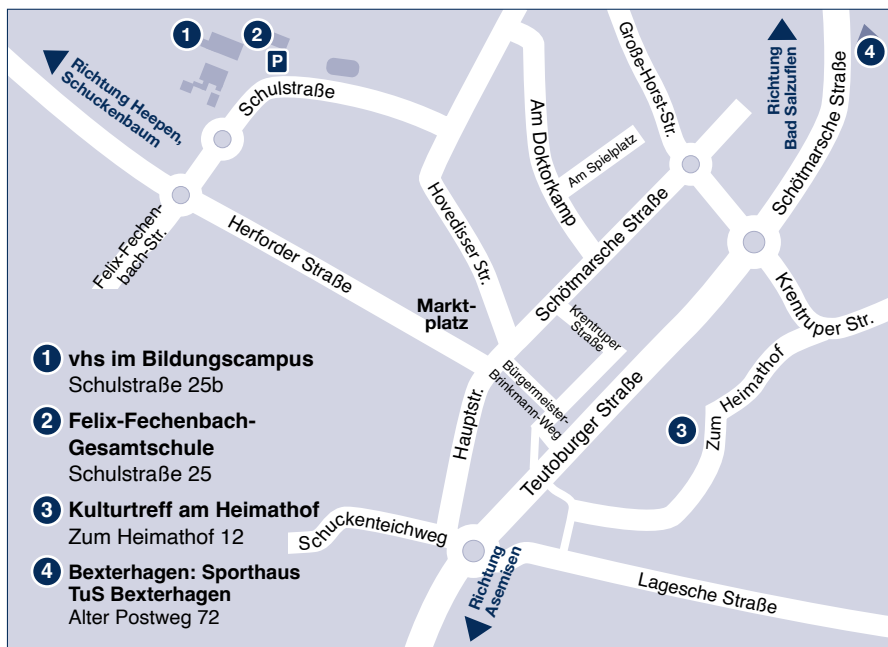 1
2
P
4
Richtung Heepen,
Schuckenbaum
Schulstraße
Am Doktorkamp
Große-Horst-Str.
Richtung
Bad Salzuflen
Schötmarsche Straße
Am Spielplatz
Felix-Fechen-
bach-Str.
Herforder Straße
Hovedisser Str.
Schötmarsche Straße
Krentruper Str.
Markt-
platz
Krentruper
Straße
Bürgermeister-
Brinkmann-Weg
Hauptstr.
Teutoburger Straße
3
Zum Heimathof
Schuckenteichweg
Richtung
Asemisen
Lagesche Straße
1 vhs im Bildungscampus
Schulstraße 25b
2 Felix-Fechenbach-
Gesamtschule
Schulstraße 25
3 Kulturtreff am Heimathof
Zum Heimathof 12
4 Bexterhagen: Sporthaus
TuS Bexterhagen
Alter Postweg 72